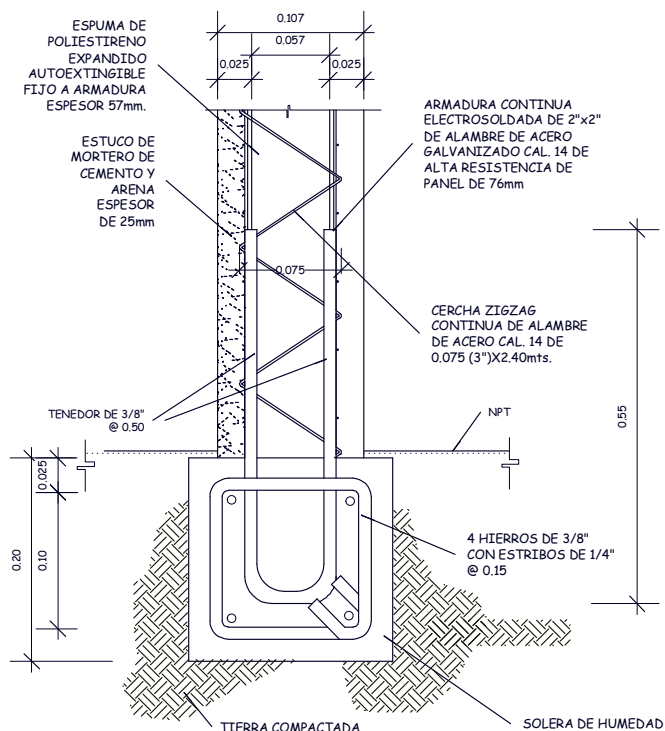 0.107
0.057
0.025
0.025
ESPUMA DE
POLIESTIRENO
EXPANDIDO
AUTOEXTINGIBLE
FIJO A ARMADURA
ESPESOR 57mm.
ESTUCO DE
MORTERO DE
CEMENTO Y
ARENA
ESPESOR
DE 25mm
ARMADURA CONTINUA
ELECTROSOLDADA DE 2"x2"
DE ALAMBRE DE ACERO
GALVANIZADO CAL. 14 DE
ALTA RESISTENCIA DE
PANEL DE 76mm
0.075
CERCHA ZIGZAG
CONTINUA DE ALAMBRE
DE ACERO CAL. 14 DE
0.075 (3")X2.40mts.
TENEDOR DE 3/8"
@ 0.50
NPT
0.55
0.025
0.20
0.10
4 HIERROS DE 3/8"
CON ESTRIBOS DE 1/4"
@ 0.15
TIERRA COMPACTADA
SOLERA DE HUMEDAD